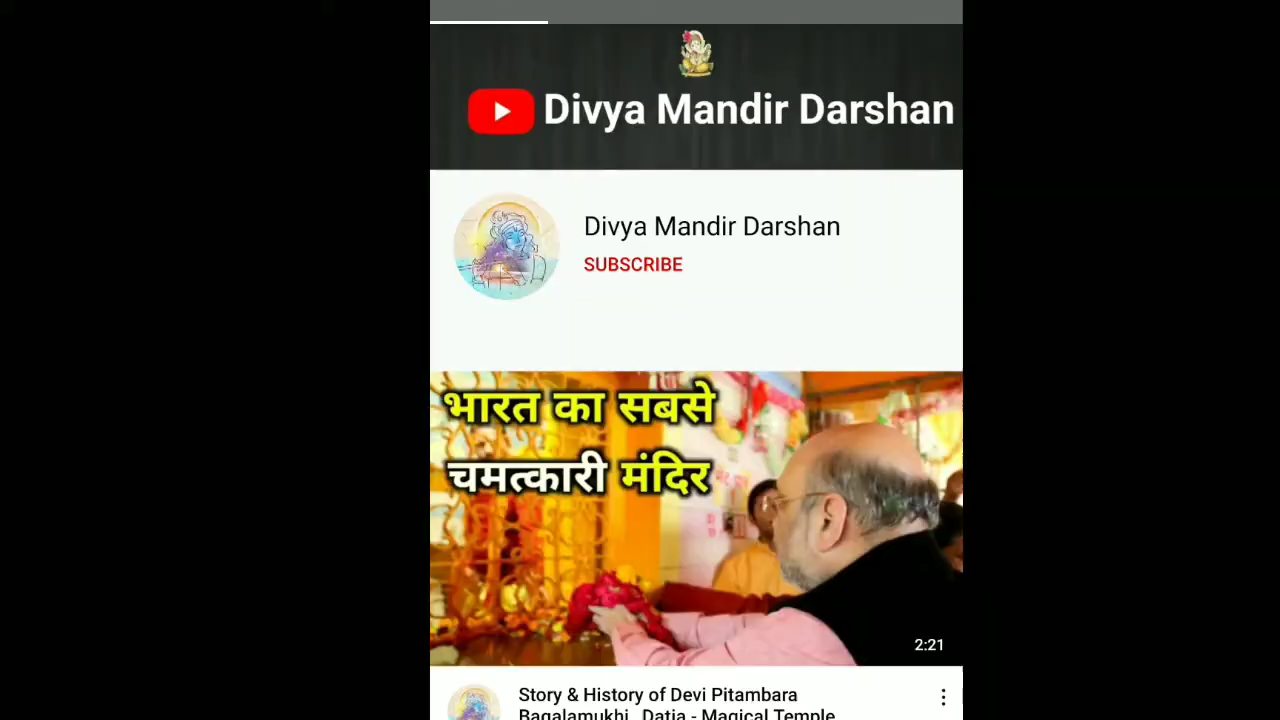 Divya Mandir Darshan
Divya Mandir Darshan
SUBSCRIBE
भारत का सबसे
चमत्कारी मंदिर
2:21
Story & History of Devi Pitambara
Bagalamukhi , Datia - Magical Temple